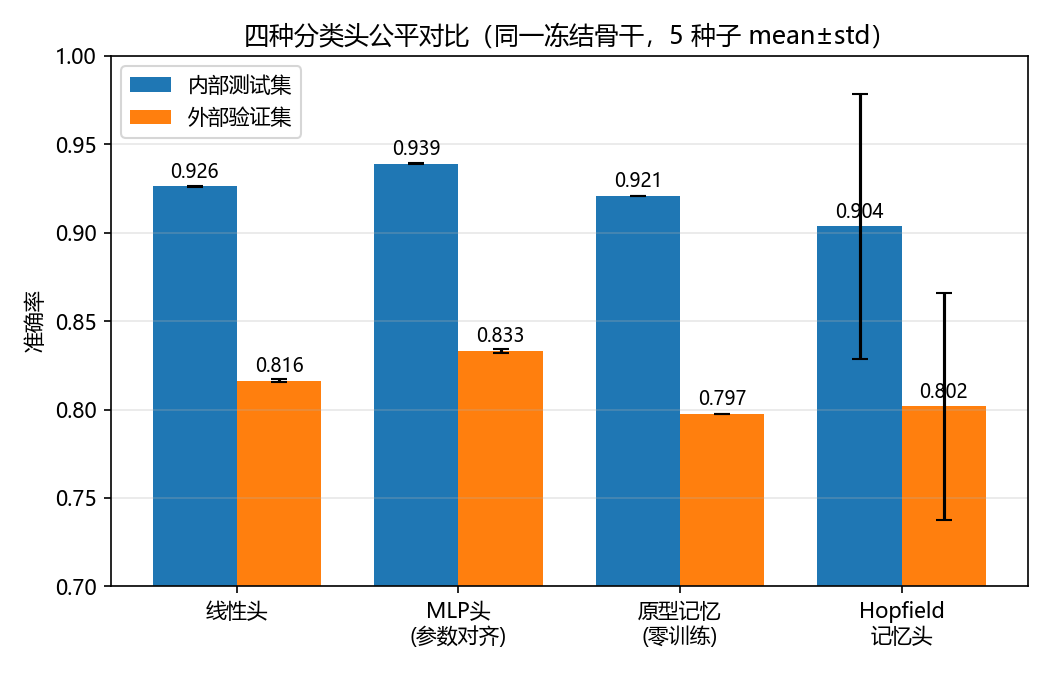 四种分类头公平对比（同一冻结骨干，5 种子 mean±std）
1.00
0.95
0.90
0.85
0.80
0.75
0.70
准确率
内部测试集
外部验证集
0.926
0.816
0.939
0.833
0.921
0.797
0.904
0.802
线性头
MLP头
(参数对齐)
原型记忆
(零训练)
Hopfield
记忆头